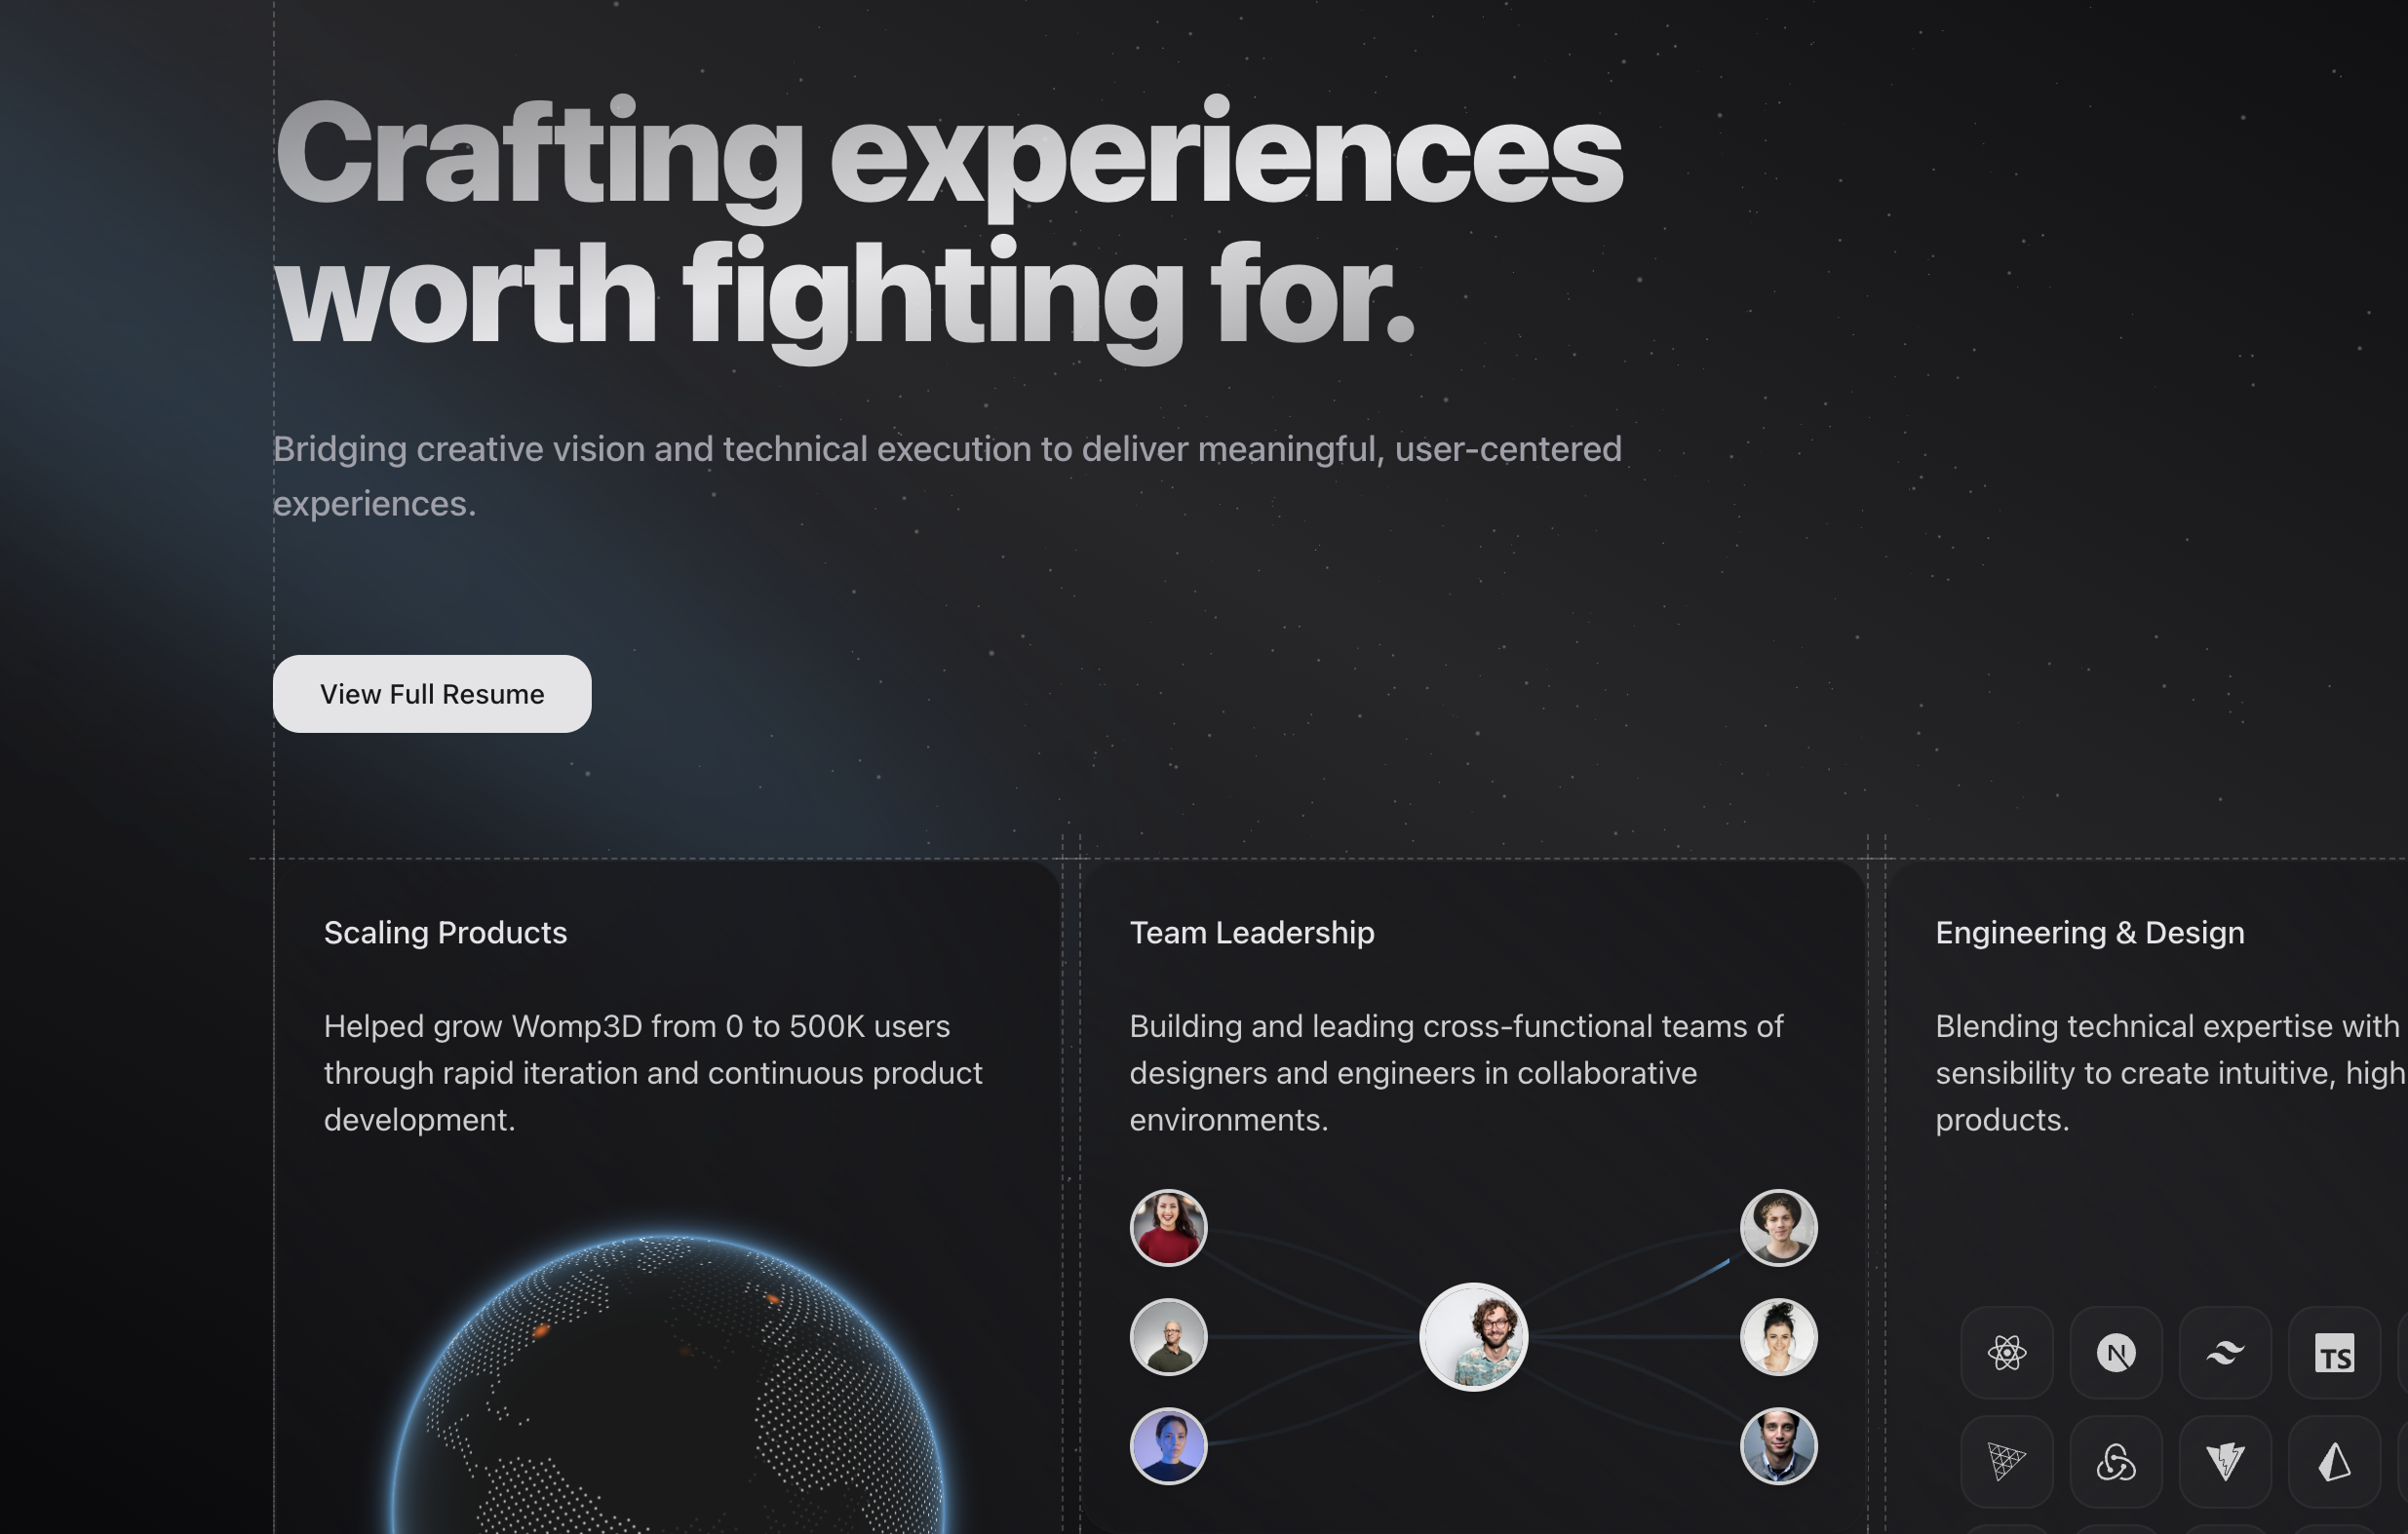 Crafting experiences
worth fighting for.
Bridging creative vision and technical execution to deliver meaningful, user-centered
experiences.
View Full Resume
Scaling Products
Helped grow Womp3D from 0 to 500K users
through rapid iteration and continuous product
development.
Team Leadership
Building and leading cross-functional teams of
designers and engineers in collaborative
environments.
Engineering & Design
Blending technical expertise with
sensibility to create intuitive, high
products.
N
TS